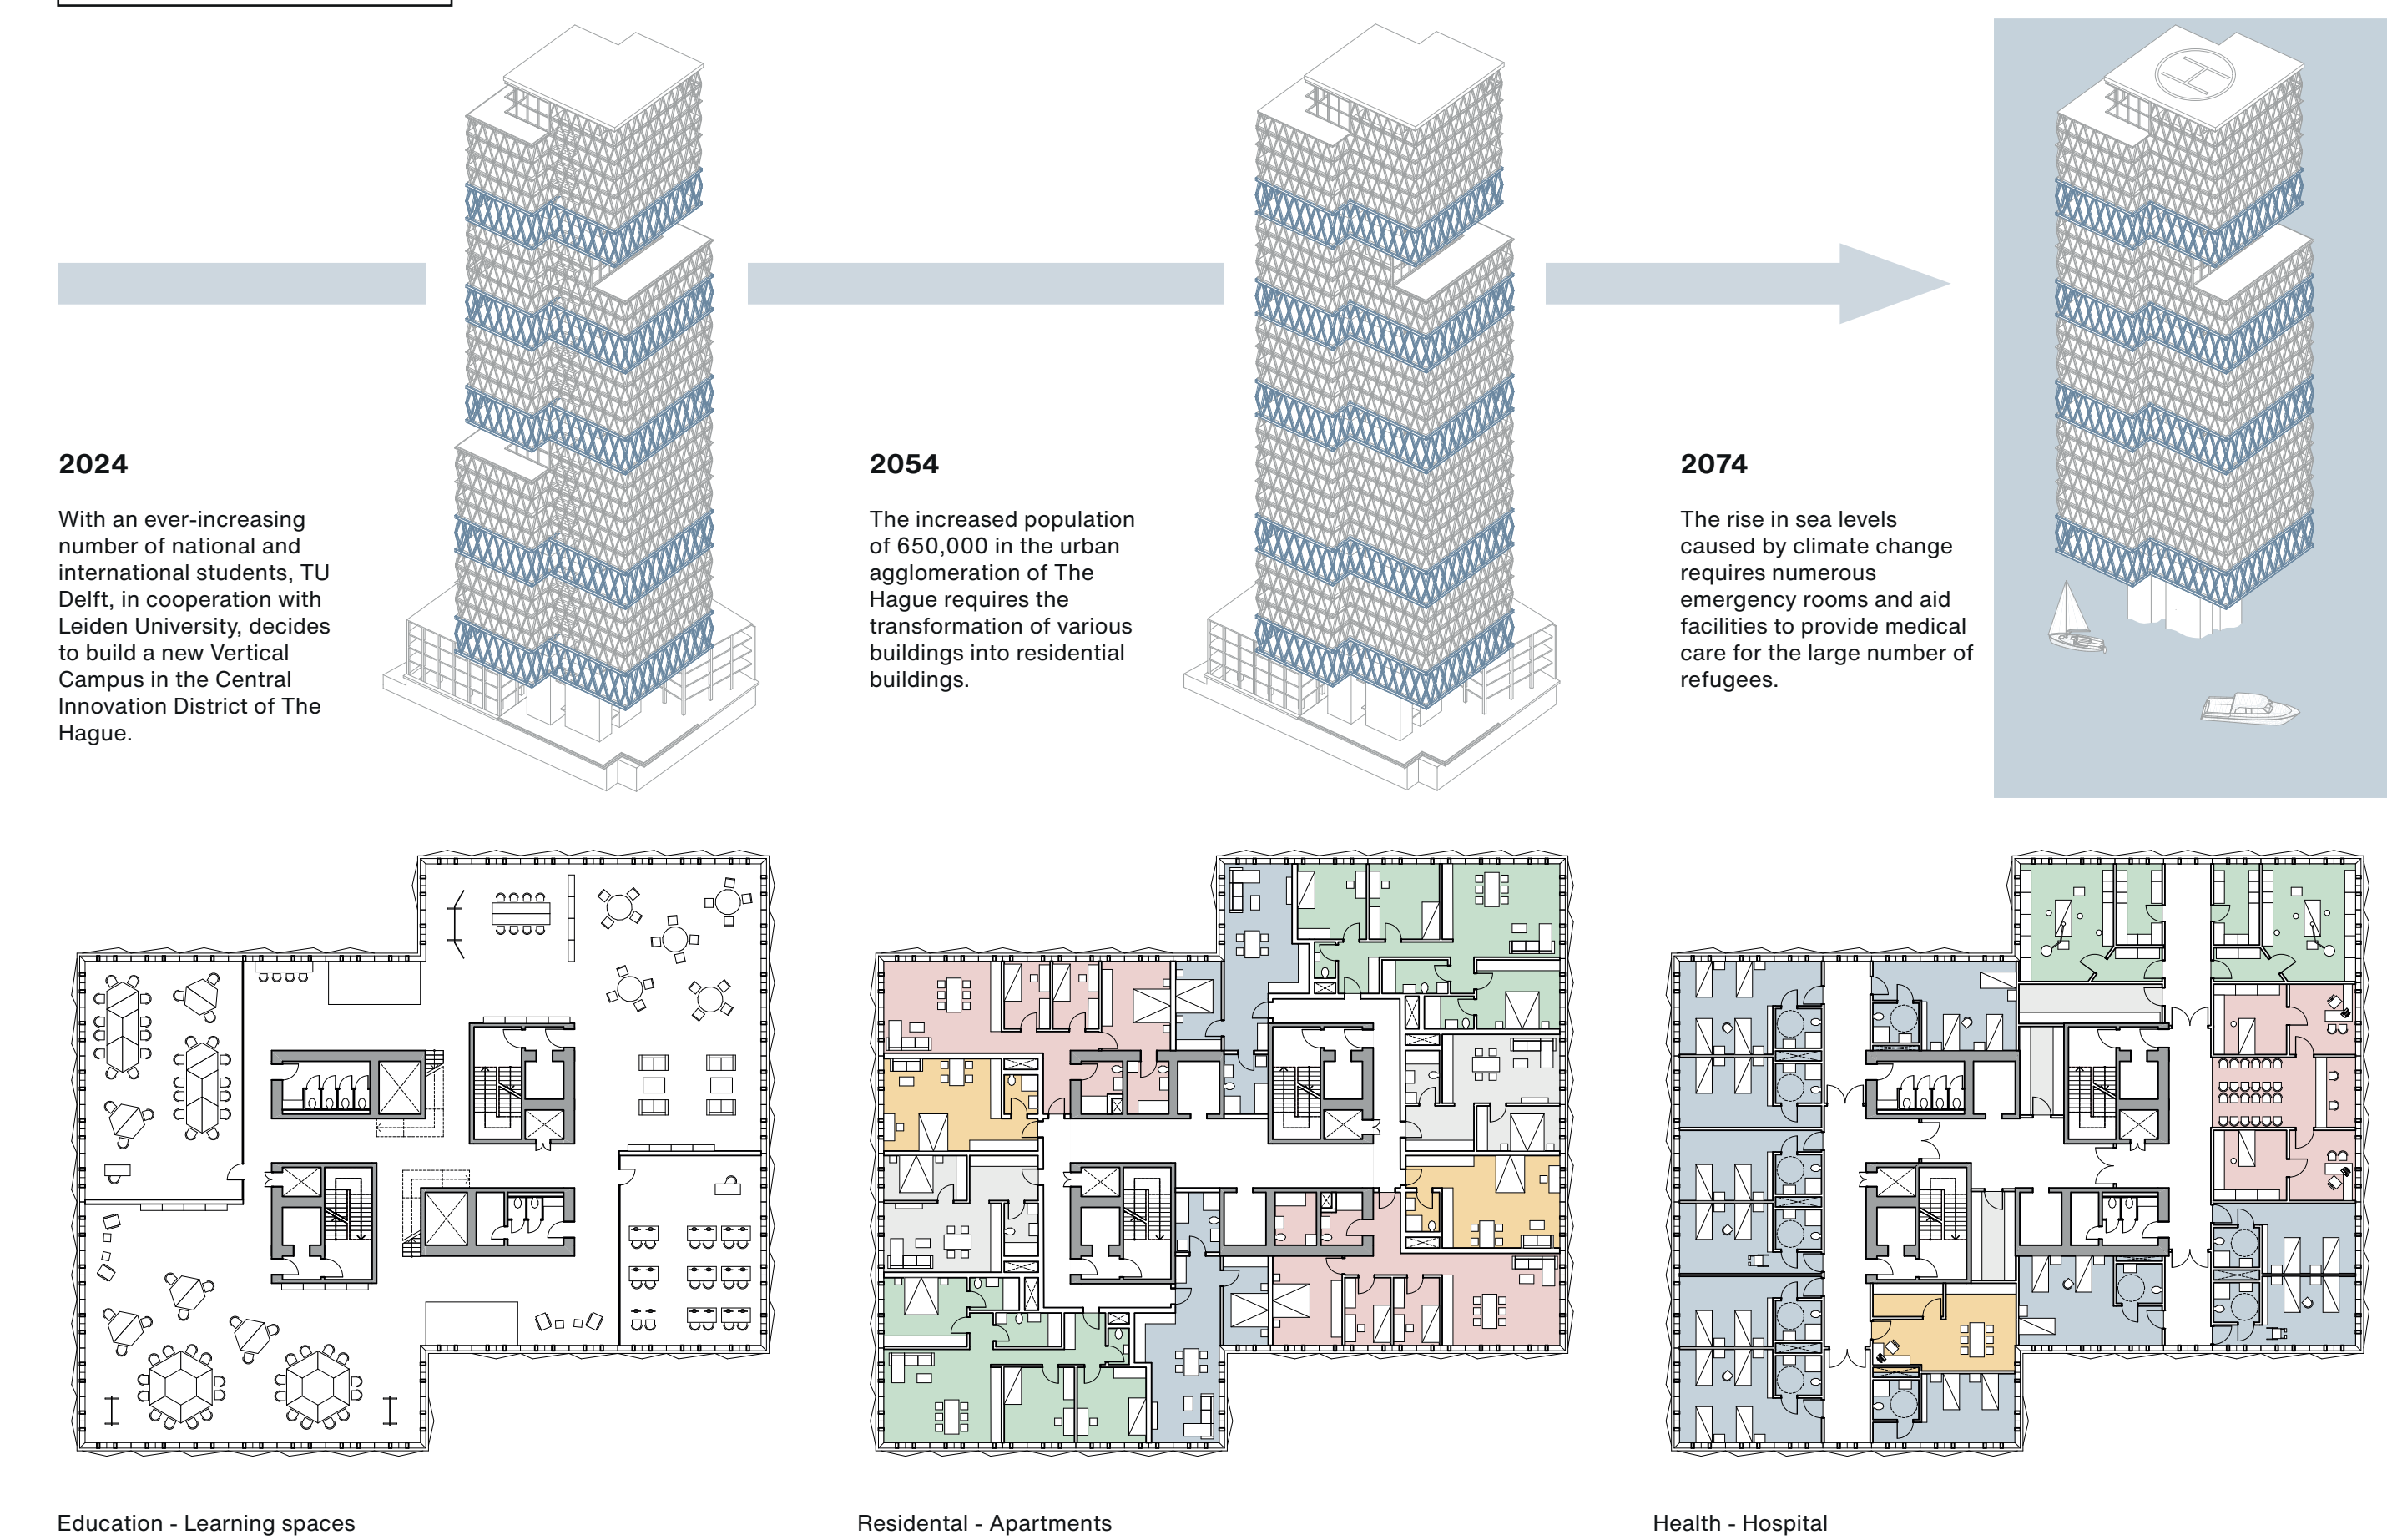 2024
With an ever-increasing
number of national and
international students, TU
Delft, in cooperation with
Leiden University, decides
to build a new Vertical
Campus in the Central
Innovation District of The
Hague.
2054
The increased population
of 650,000 in the urban
agglomeration of The
Hague requires the
transformation of various
buildings into residential
buildings.
2074
The rise in sea levels
caused by climate change
requires numerous
emergency rooms and aid
facilities to provide medical
care for the large number of
refugees.
H
Education - Learning spaces
Residental - Apartments
Health - Hospital